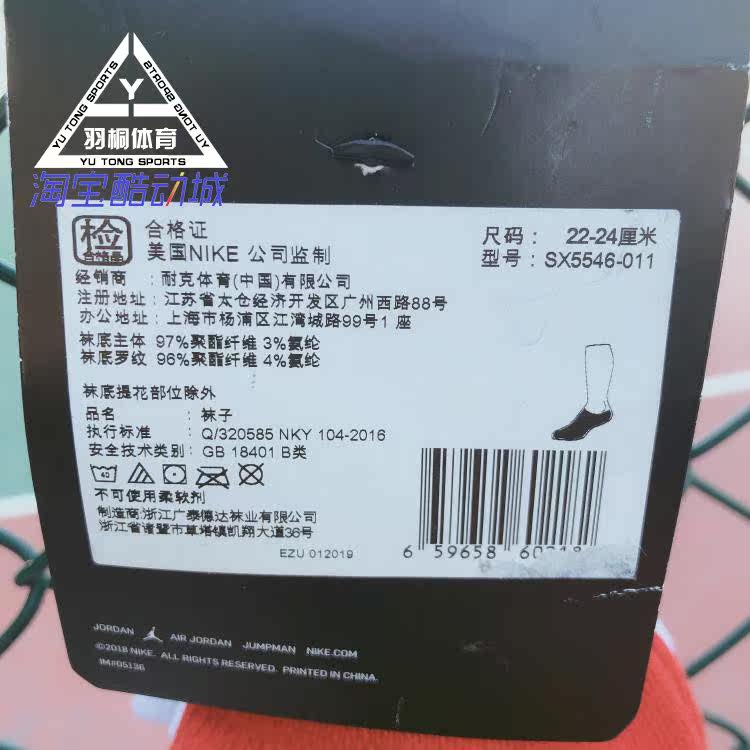 YU TONG SPORTS
YU TONG SPORTS
Y
羽桐体育
YU TONG SPORTS
淘宝酷动城
检
合格品
合格证
美国NIKE 公司监制
尺码： 22-24厘米
型号： SX5546-011
经销商 ：耐克体育(中国)有限公司
注册地址：江苏省太仓经济开发区广州西路88号
办公地址：上海市杨浦区江湾城路99号1 座
袜底主体 97%聚酯纤维 3%氨纶
袜底罗纹 96%聚酯纤维 4%氨纶
袜底提花部位除外
品名 ：袜子
执行标准 ：Q/320585 NKY 104-2016
安全技术类别：GB 18401 B类
40
不可使用柔软剂
制造商:浙江广泰德达袜业有限公司
浙江省诸暨市草塔镇凯翔大道36号
EZU 012019
6 59658
JORDAN AIR JORDAN JUMPMAN NIKE.COM
©2018 NIKE. ALL RIGHTS RESERVED. PRINTED IN CHINA.
IM#05136